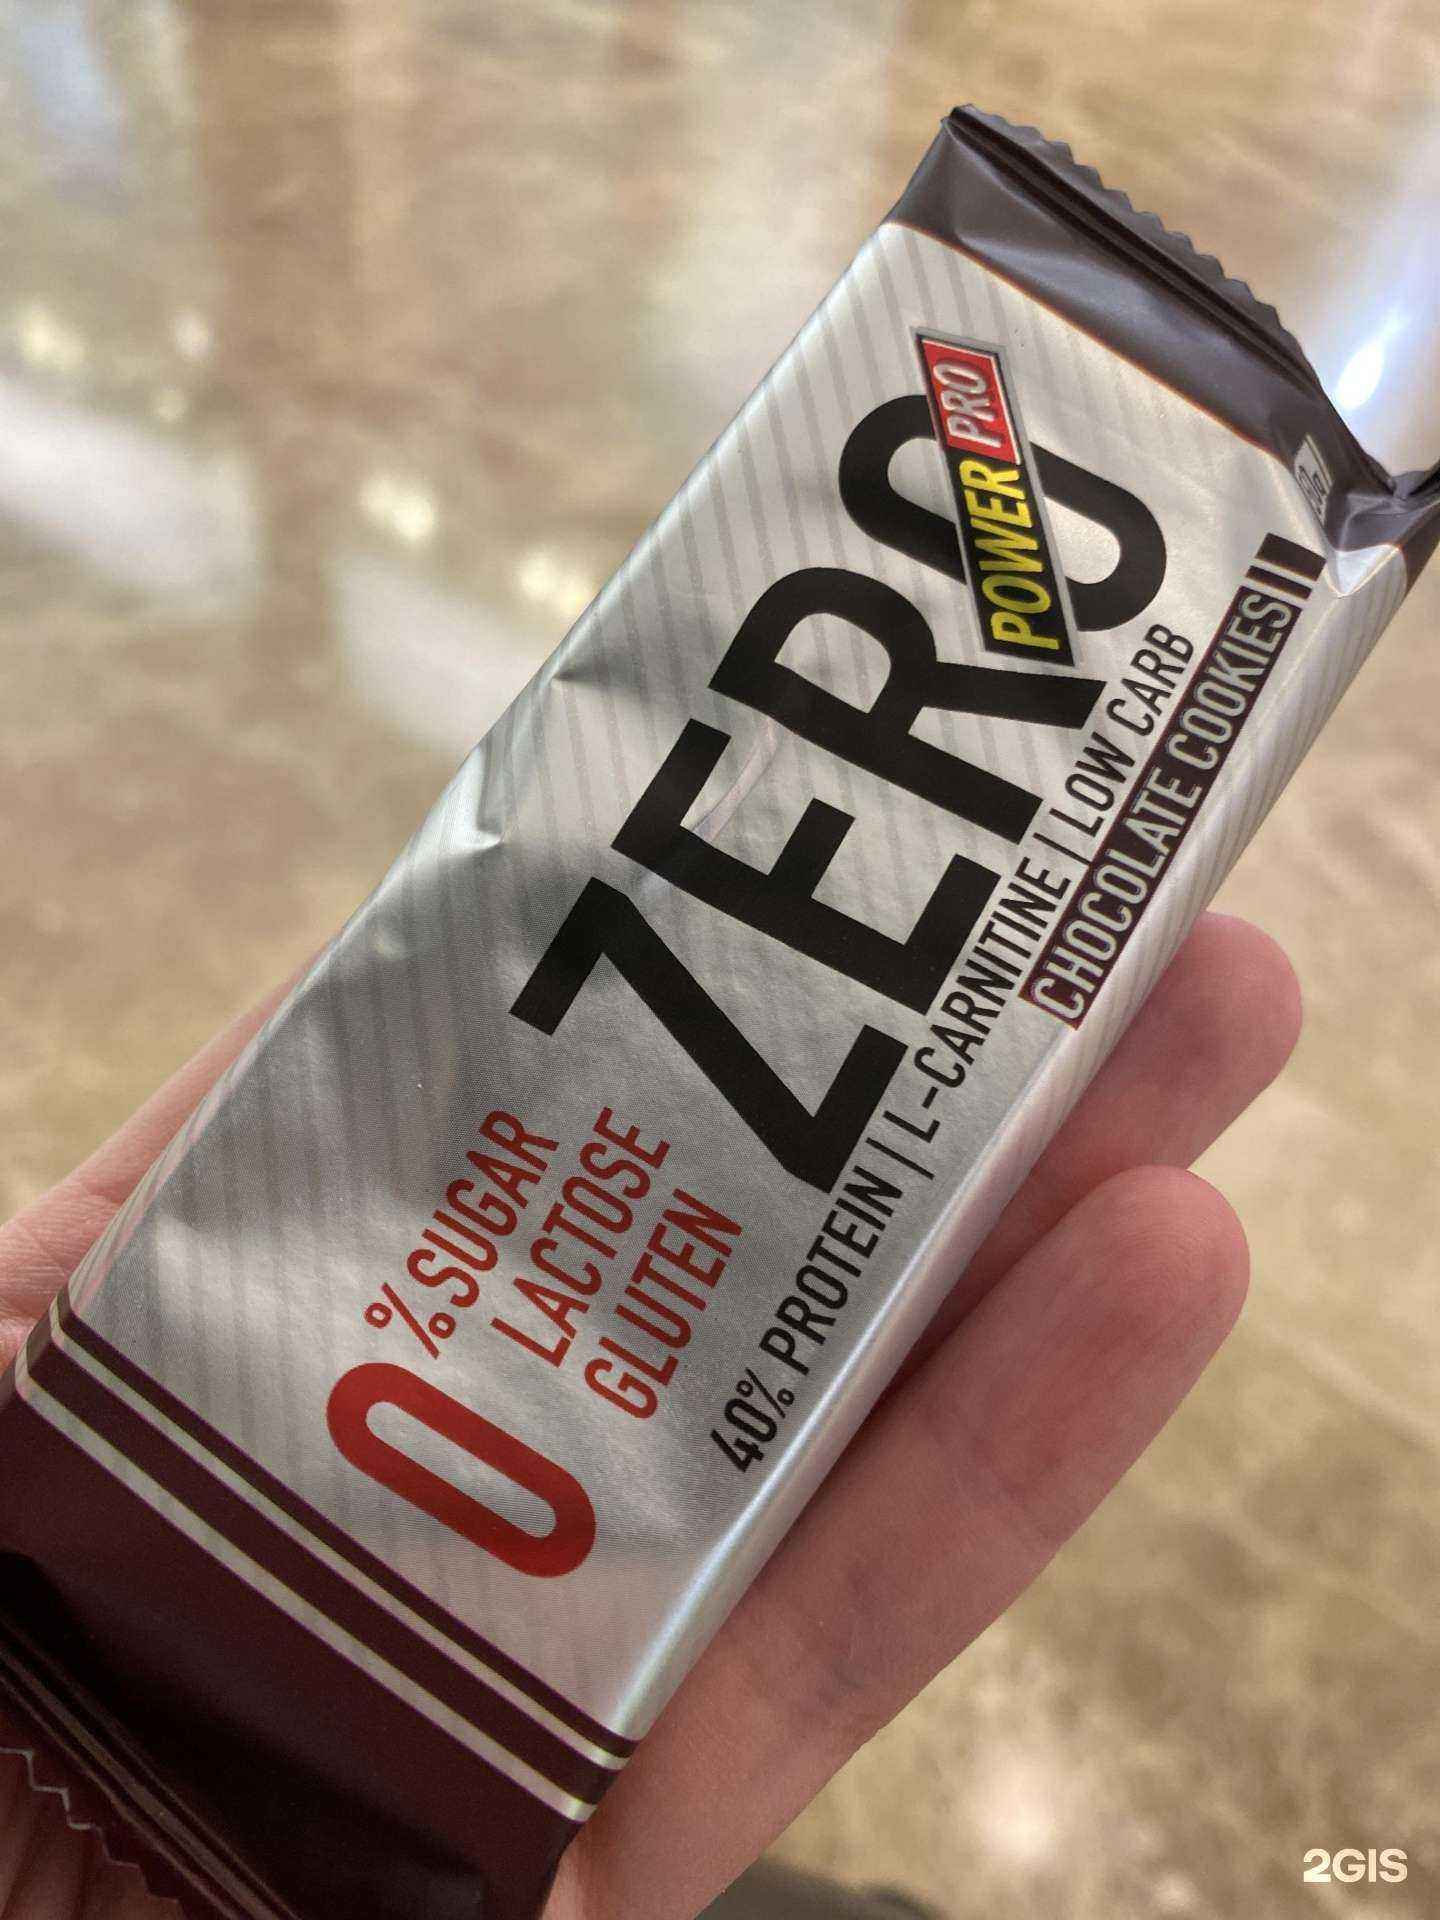 POWER PRO
ZERO
0% SUGAR
LACTOSE
GLUTEN
40% PROTEIN | L-CARNITINE | LOW CARB
CHOCOLATE COOKIES
2GIS